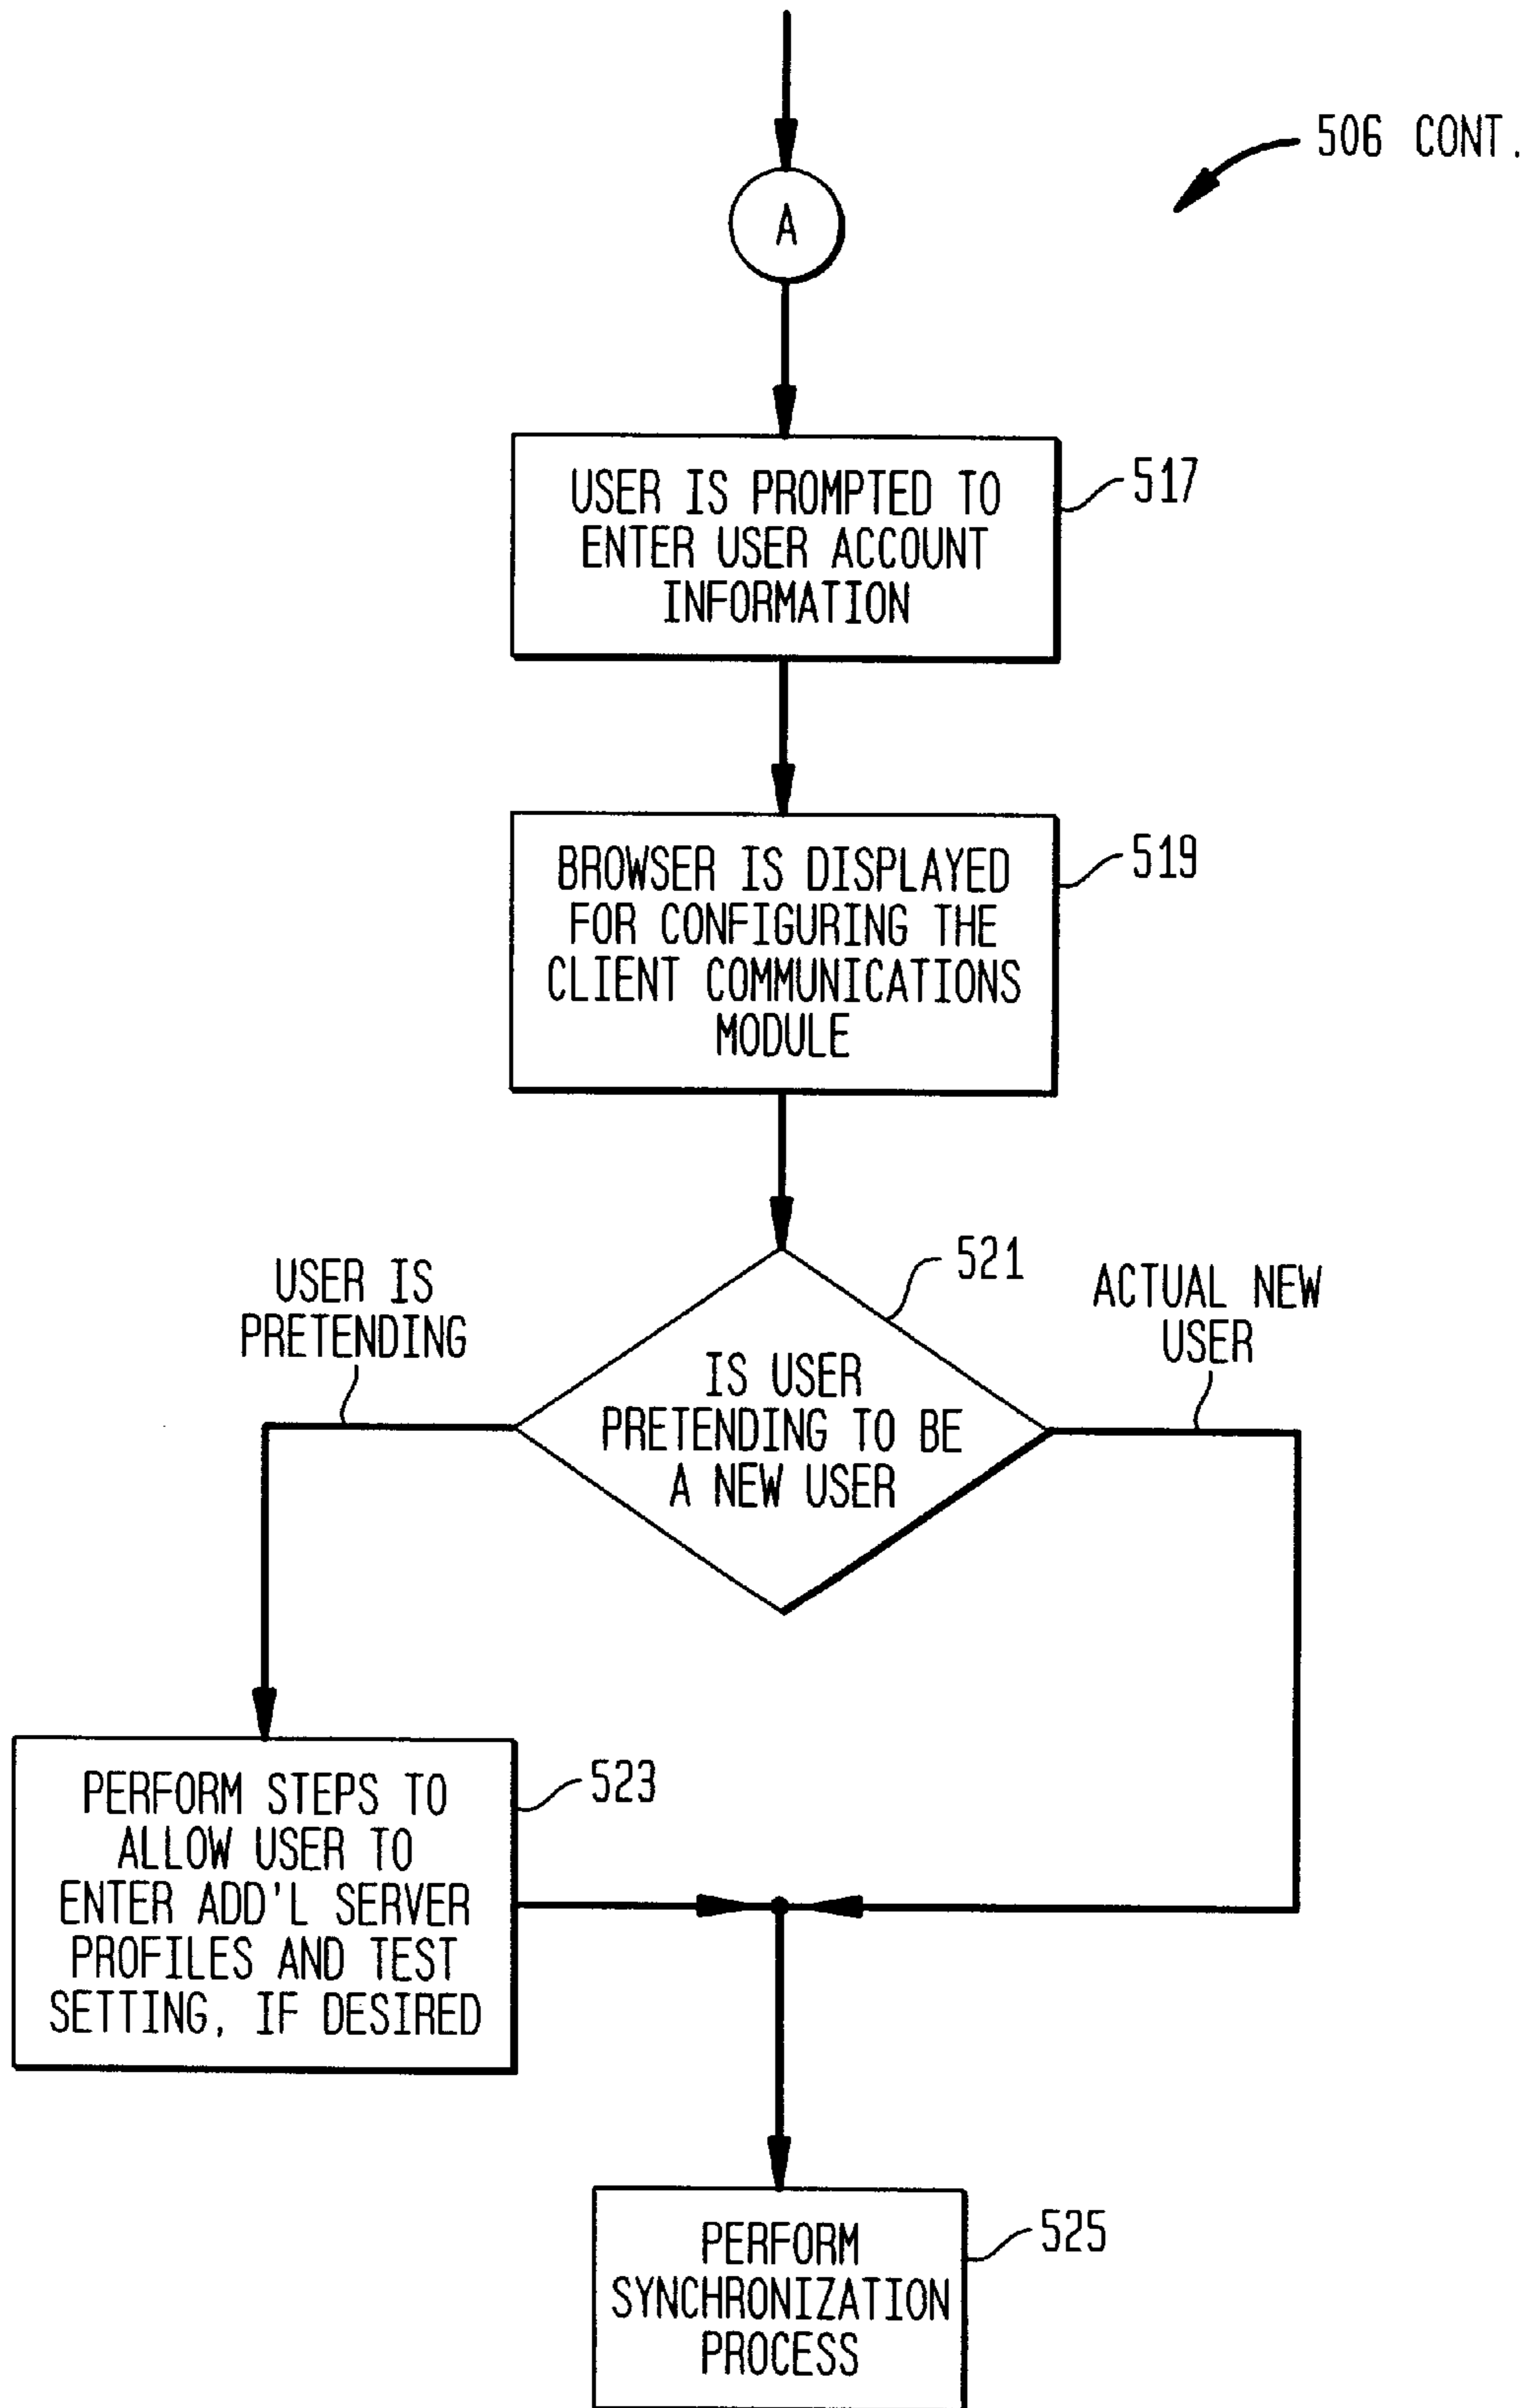 506 CONT.
A
USER IS PROMPTED TO
ENTER USER ACCOUNT
INFORMATION
517
BROWSER IS DISPLAYED
FOR CONFIGURING THE
CLIENT COMMUNICATIONS
MODULE
519
521
USER IS
PRETENDING
ACTUAL NEW
USER
IS USER
PRETENDING TO BE
A NEW USER
PERFORM STEPS TO
ALLOW USER TO
ENTER ADD'L SERVER
PROFILES AND TEST
SETTING, IF DESIRED
523
PERFORM
SYNCHRONIZATION
PROCESS
525